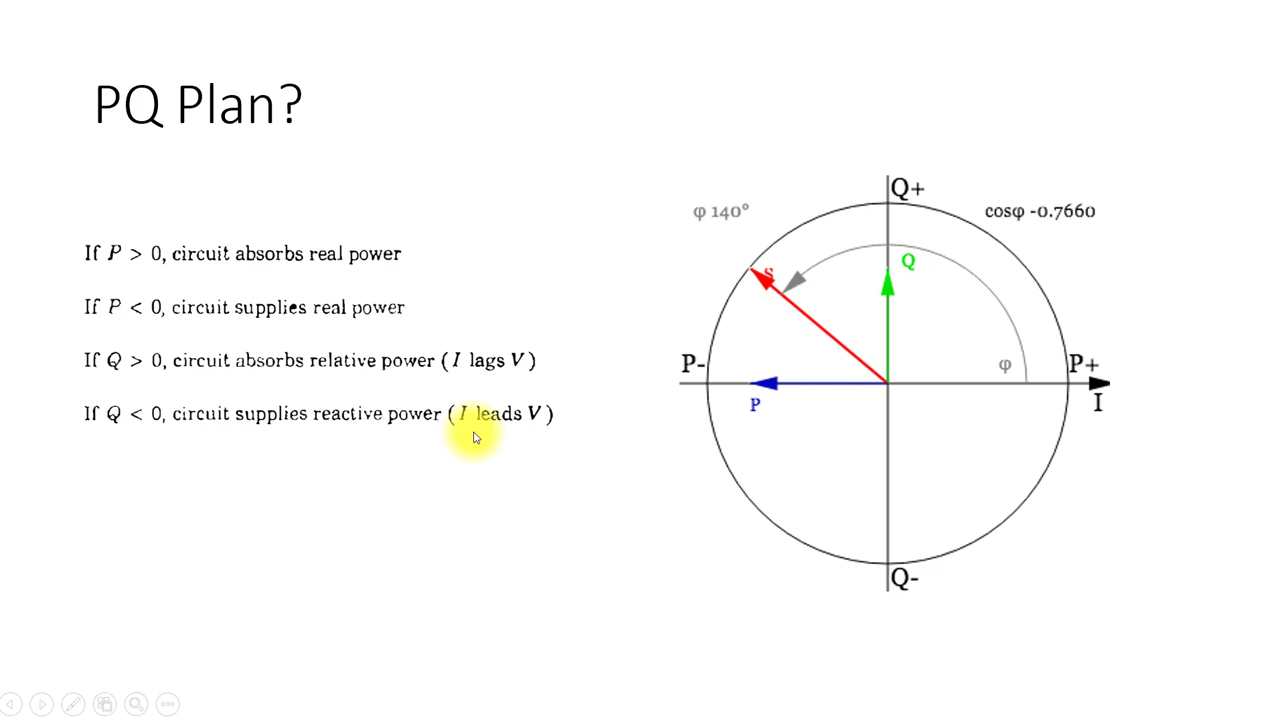 PQ Plan?
If P > 0, circuit absorbs real power
If P < 0, circuit supplies real power
If Q > 0, circuit absorbs relative power ( I lags V )
If Q < 0, circuit supplies reactive power ( I leads V )
φ 140°
Q+
cosφ -0.7660
S
Q
P-
φ
P+
P
I
Q-